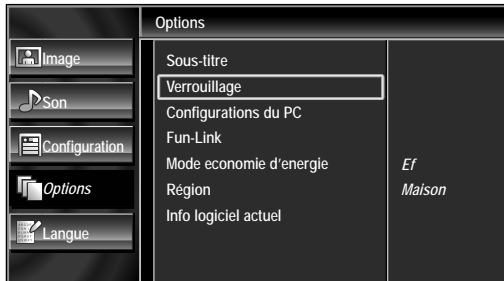 Options
Image
Son
Configuration
Options
Langue
Sous-titre
Verrouillage
Configurations du PC
Fun-Link
Mode economie d'energie Ef
Région Maison
Info logiciel actuel